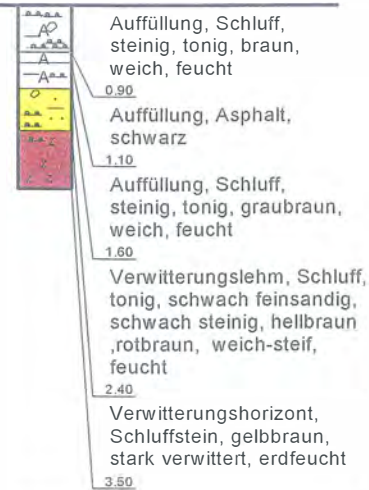 Auffüllung, Schluff,
steinig, tonig, braun,
weich, feucht
0.90
Auffüllung, Asphalt,
schwarz
1.10
Auffüllung, Schluff,
steinig, tonig, graubraun,
weich, feucht
1.60
Verwitterungslehm, Schluff,
tonig, schwach feinsandig,
schwach steinig, hellbraun
,rotbraun, weich-steif,
feucht
2.40
Verwitterungshorizont,
Schluffstein, gelbbraun,
stark verwittert, erdfeucht
3.50
A
A
A